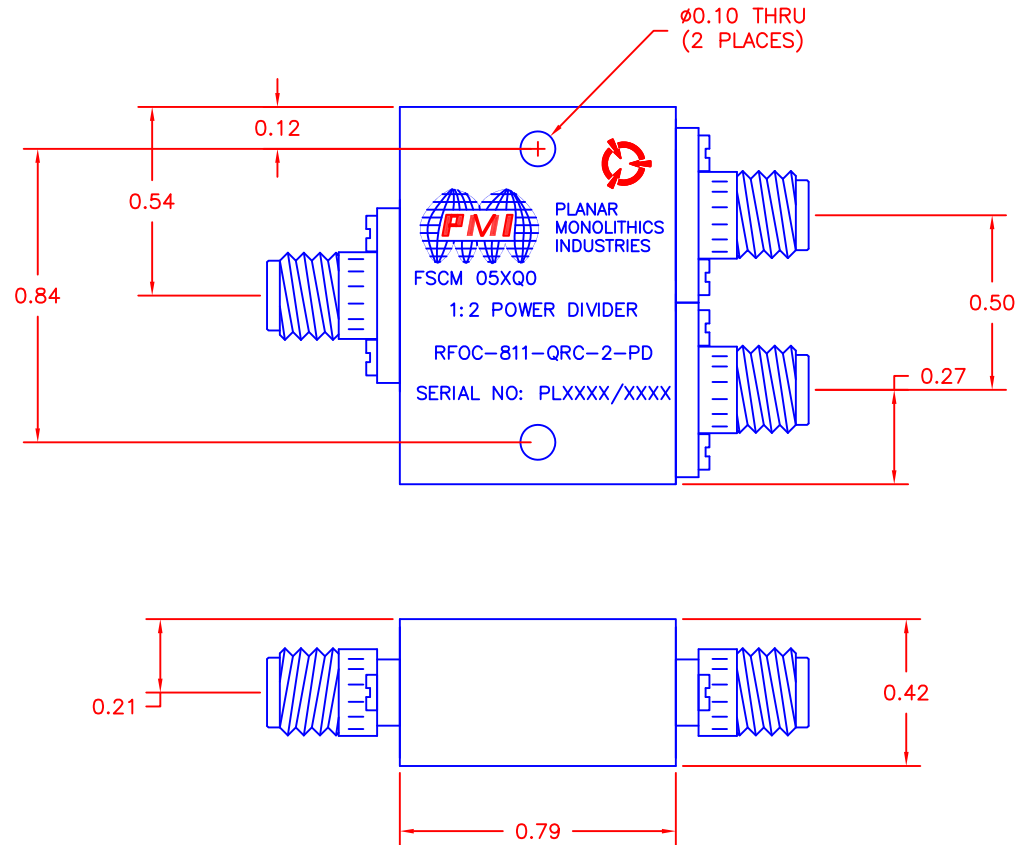 ø0.10 THRU
(2 PLACES)
0.12
0.54
0.84
PMI
PLANAR
MONOLITHICS
INDUSTRIES
FSCM 05XQ0
1:2 POWER DIVIDER
RFOC-811-QRC-2-PD
SERIAL NO: PLXXXX/XXXX
0.50
0.27
0.21
0.42
0.79